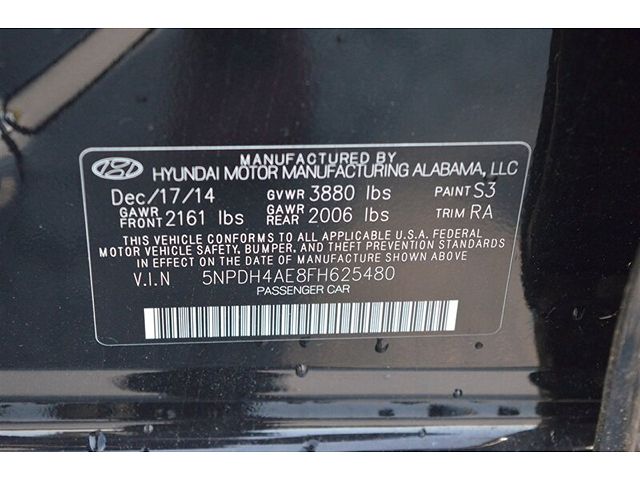 MANUFACTURED BY
HYUNDAI MOTOR MANUFACTURING ALABAMA, LLC
Dec/17/14 GVWR 3880 lbs PAINT S3
GAWR FRONT 2161 lbs GAWR REAR 2006 lbs TRIM RA
THIS VEHICLE CONFORMS TO ALL APPLICABLE U.S.A. FEDERAL
MOTOR VEHICLE SAFETY, BUMPER, AND THEFT PREVENTION STANDARDS
IN EFFECT ON THE DATE OF MANUFACTURE SHOWN ABOVE
V.I.N 5NPDH4AE8FH625480
PASSENGER CAR